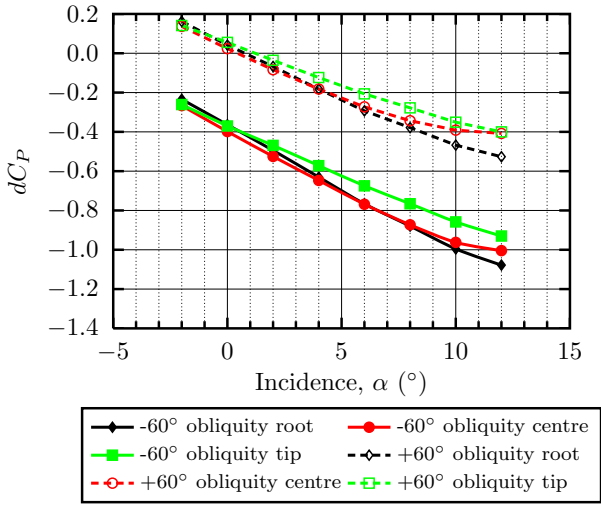 0.2
0.0
−0.2
−0.4
−0.6
−0.8
−1.0
−1.2
−1.4
dC_P
−5 0 5 10 15
Incidence, α (°)
-60° obliquity root -60° obliquity centre
-60° obliquity tip +60° obliquity root
+60° obliquity centre +60° obliquity tip